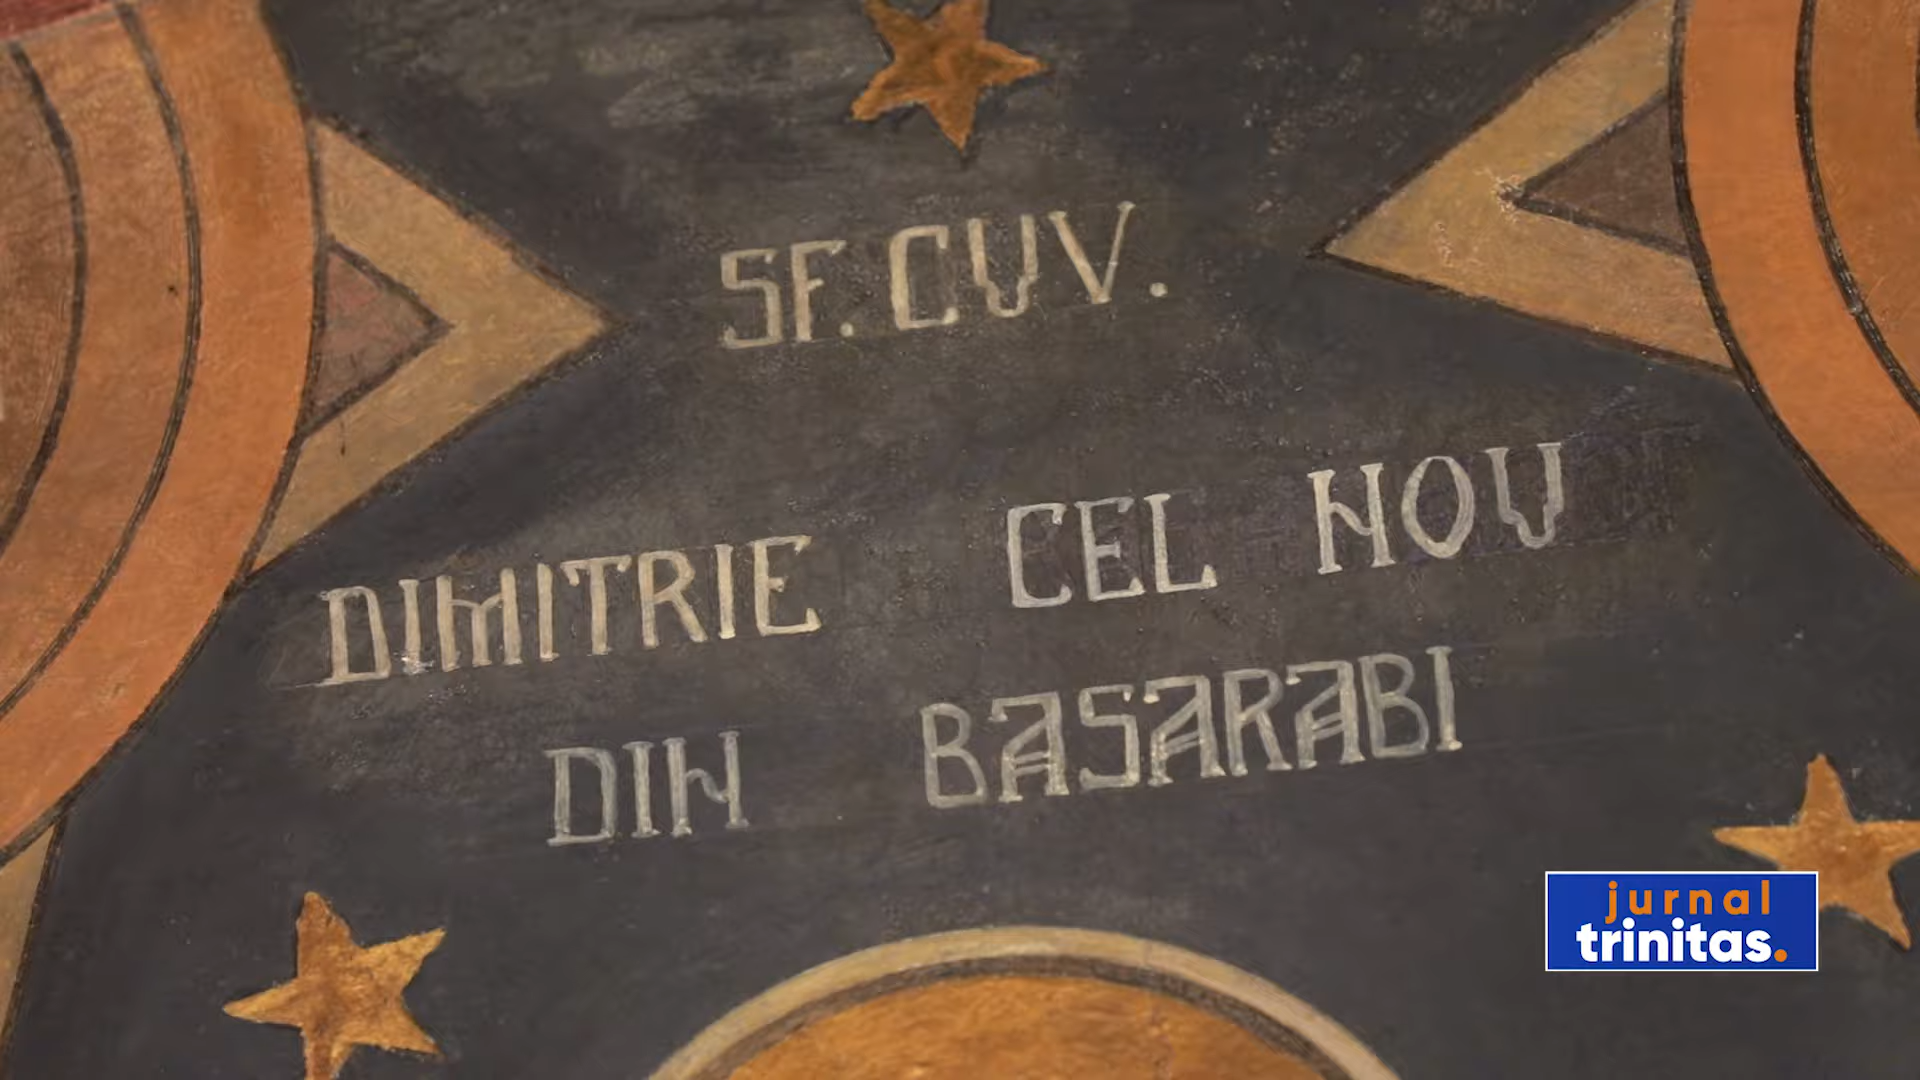 SF. CUV.
DIMITRIE CEL NOU
DIN BASARABI
jurnal
trinitas.